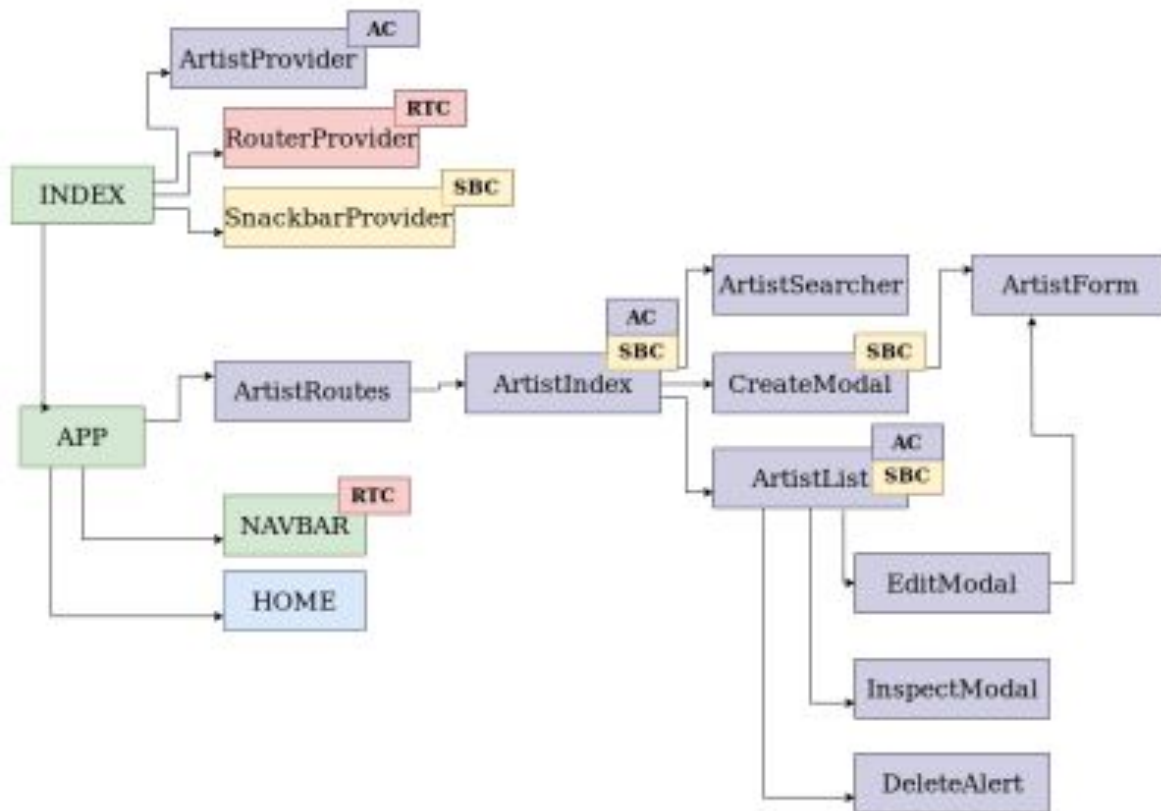 AC
ArtistProvider
RTC
RouterProvider
INDEX
SBC
SnackbarProvider
ArtistSearcher
ArtistForm
AC
SBC
SBC
ArtistRoutes
ArtistIndex
CreateModal
APP
AC
ArtistList
SBC
RTC
NAVBAR
EditModal
HOME
InspectModal
DeleteAlert